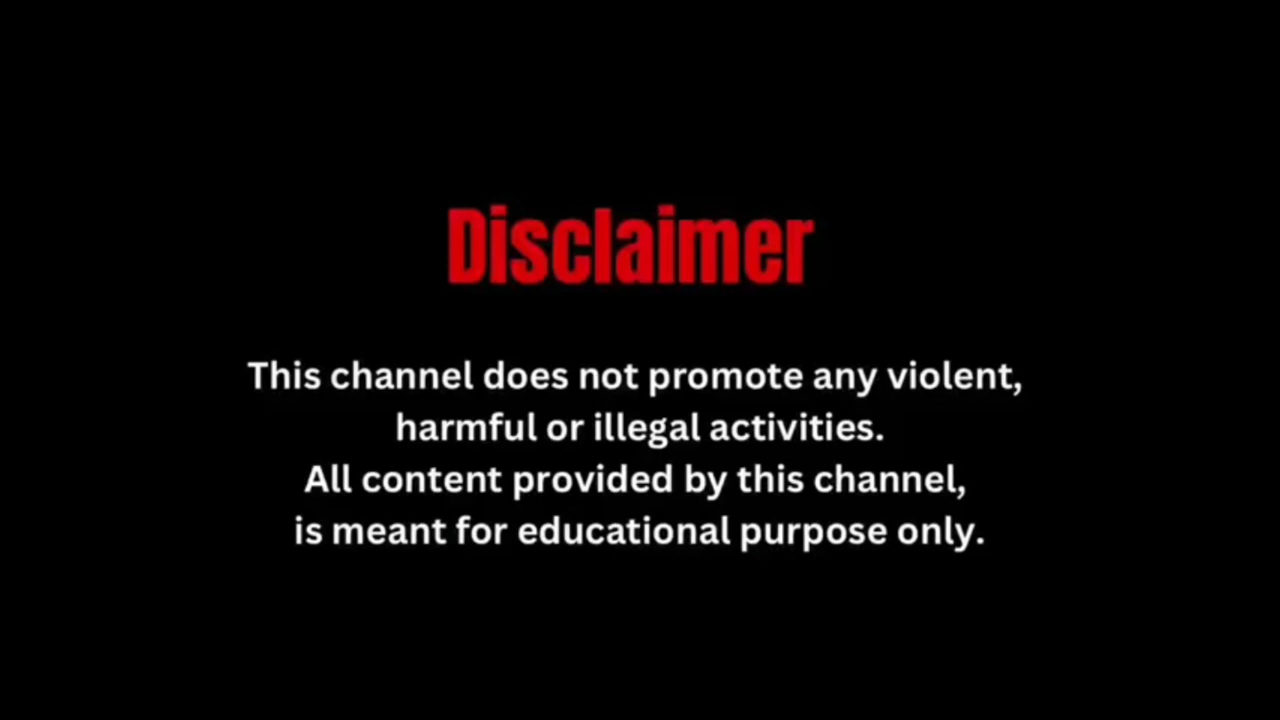 Disclaimer
This channel does not promote any violent,
harmful or illegal activities.
All content provided by this channel,
is meant for educational purpose only.